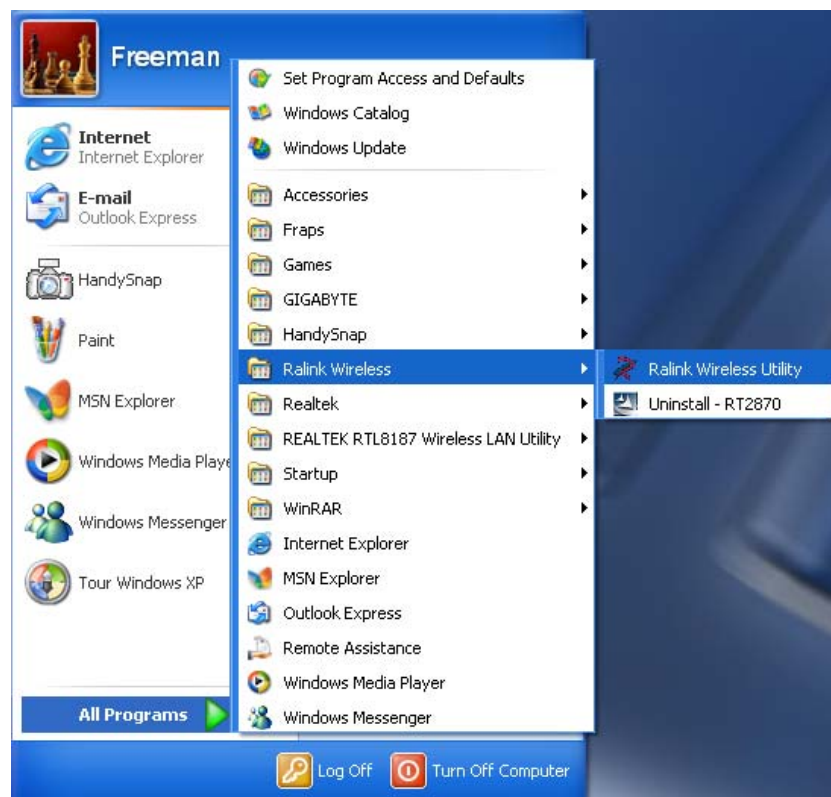 Freeman
Internet
Internet Explorer
E-mail
Outlook Express
HandySnap
Paint
MSN Explorer
Windows Media Playe
Windows Messenger
Tour Windows XP
All Programs
Set Program Access and Defaults
Windows Catalog
Windows Update
Accessories
Fraps
Games
GIGABYTE
HandySnap
Ralink Wireless
Realtek
REALTEK RTL8187 Wireless LAN Utility
Startup
WinRAR
Internet Explorer
MSN Explorer
Outlook Express
Remote Assistance
Windows Media Player
Windows Messenger
Ralink Wireless Utility
Uninstall - RT2870
Log Off
Turn Off Computer